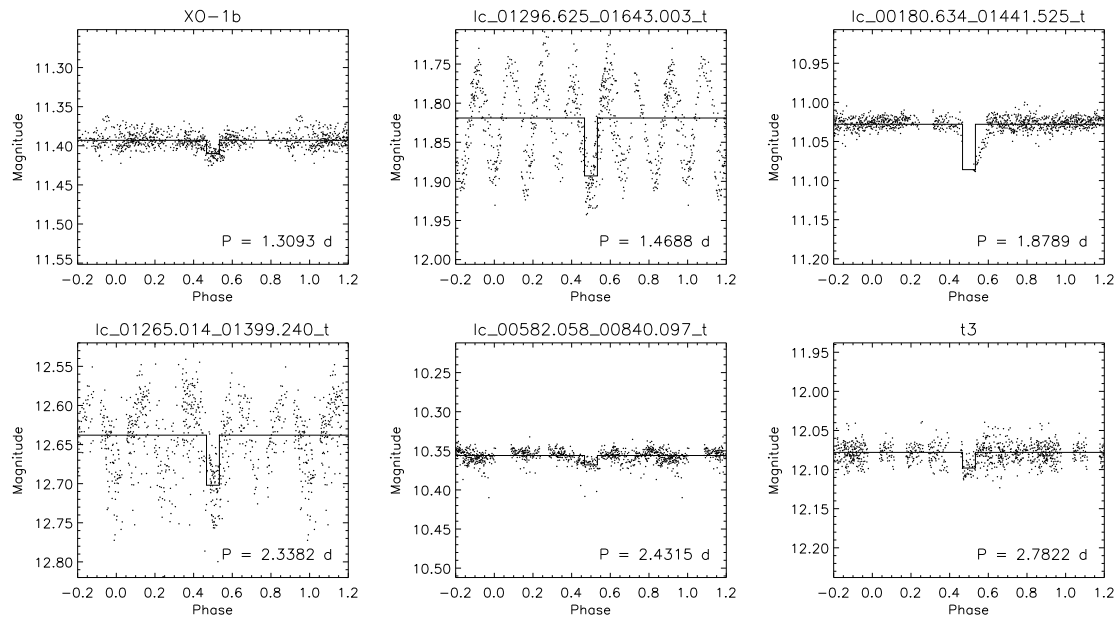 XO-1b
11.30
11.35
11.40
11.45
11.50
11.55
Magnitude
P = 1.3093 d
-0.2 0.0 0.2 0.4 0.6 0.8 1.0 1.2
Phase
lc_01296.625_01643.003_t
11.75
11.80
11.85
11.90
11.95
12.00
Magnitude
P = 1.4688 d
-0.2 0.0 0.2 0.4 0.6 0.8 1.0 1.2
Phase
lc_00180.634_01441.525_t
10.95
11.00
11.05
11.10
11.15
11.20
Magnitude
P = 1.8789 d
-0.2 0.0 0.2 0.4 0.6 0.8 1.0 1.2
Phase
lc_01265.014_01399.240_t
12.55
12.60
12.65
12.70
12.75
12.80
Magnitude
P = 2.3382 d
-0.2 0.0 0.2 0.4 0.6 0.8 1.0 1.2
Phase
lc_00582.058_00840.097_t
10.25
10.30
10.35
10.40
10.45
10.50
Magnitude
P = 2.4315 d
-0.2 0.0 0.2 0.4 0.6 0.8 1.0 1.2
Phase
t3
11.95
12.00
12.05
12.10
12.15
12.20
Magnitude
P = 2.7822 d
-0.2 0.0 0.2 0.4 0.6 0.8 1.0 1.2
Phase